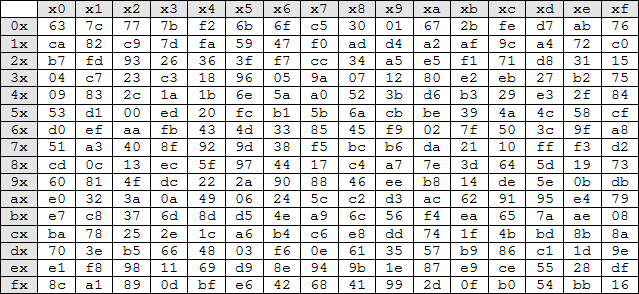 x0 x1 x2 x3 x4 x5 x6 x7 x8 x9 xa xb xc xd xe xf
0x 63 7c 77 7b f2 6b 6f c5 30 01 67 2b fe d7 ab 76
1x ca 82 c9 7d fa 59 47 f0 ad d4 a2 af 9c a4 72 c0
2x b7 fd 93 26 36 3f f7 cc 34 a5 e5 f1 71 d8 31 15
3x 04 c7 23 c3 18 96 05 9a 07 12 80 e2 eb 27 b2 75
4x 09 83 2c 1a 1b 6e 5a a0 52 3b d6 b3 29 e3 2f 84
5x 53 d1 00 ed 20 fc b1 5b 6a cb be 39 4a 4c 58 cf
6x d0 ef aa fb 43 4d 33 85 45 f9 02 7f 50 3c 9f a8
7x 51 a3 40 8f 92 9d 38 f5 bc b6 da 21 10 ff f3 d2
8x cd 0c 13 ec 5f 97 44 17 c4 a7 7e 3d 64 5d 19 73
9x 60 81 4f dc 22 2a 90 88 46 ee b8 14 de 5e 0b db
ax e0 32 3a 0a 49 06 24 5c c2 d3 ac 62 91 95 e4 79
bx e7 c8 37 6d 8d d5 4e a9 6c 56 f4 ea 65 7a ae 08
cx ba 78 25 2e 1c a6 b4 c6 e8 dd 74 1f 4b bd 8b 8a
dx 70 3e b5 66 48 03 f6 0e 61 35 57 b9 86 c1 1d 9e
ex e1 f8 98 11 69 d9 8e 94 9b 1e 87 e9 ce 55 28 df
fx 8c a1 89 0d bf e6 42 68 41 99 2d 0f b0 54 bb 16